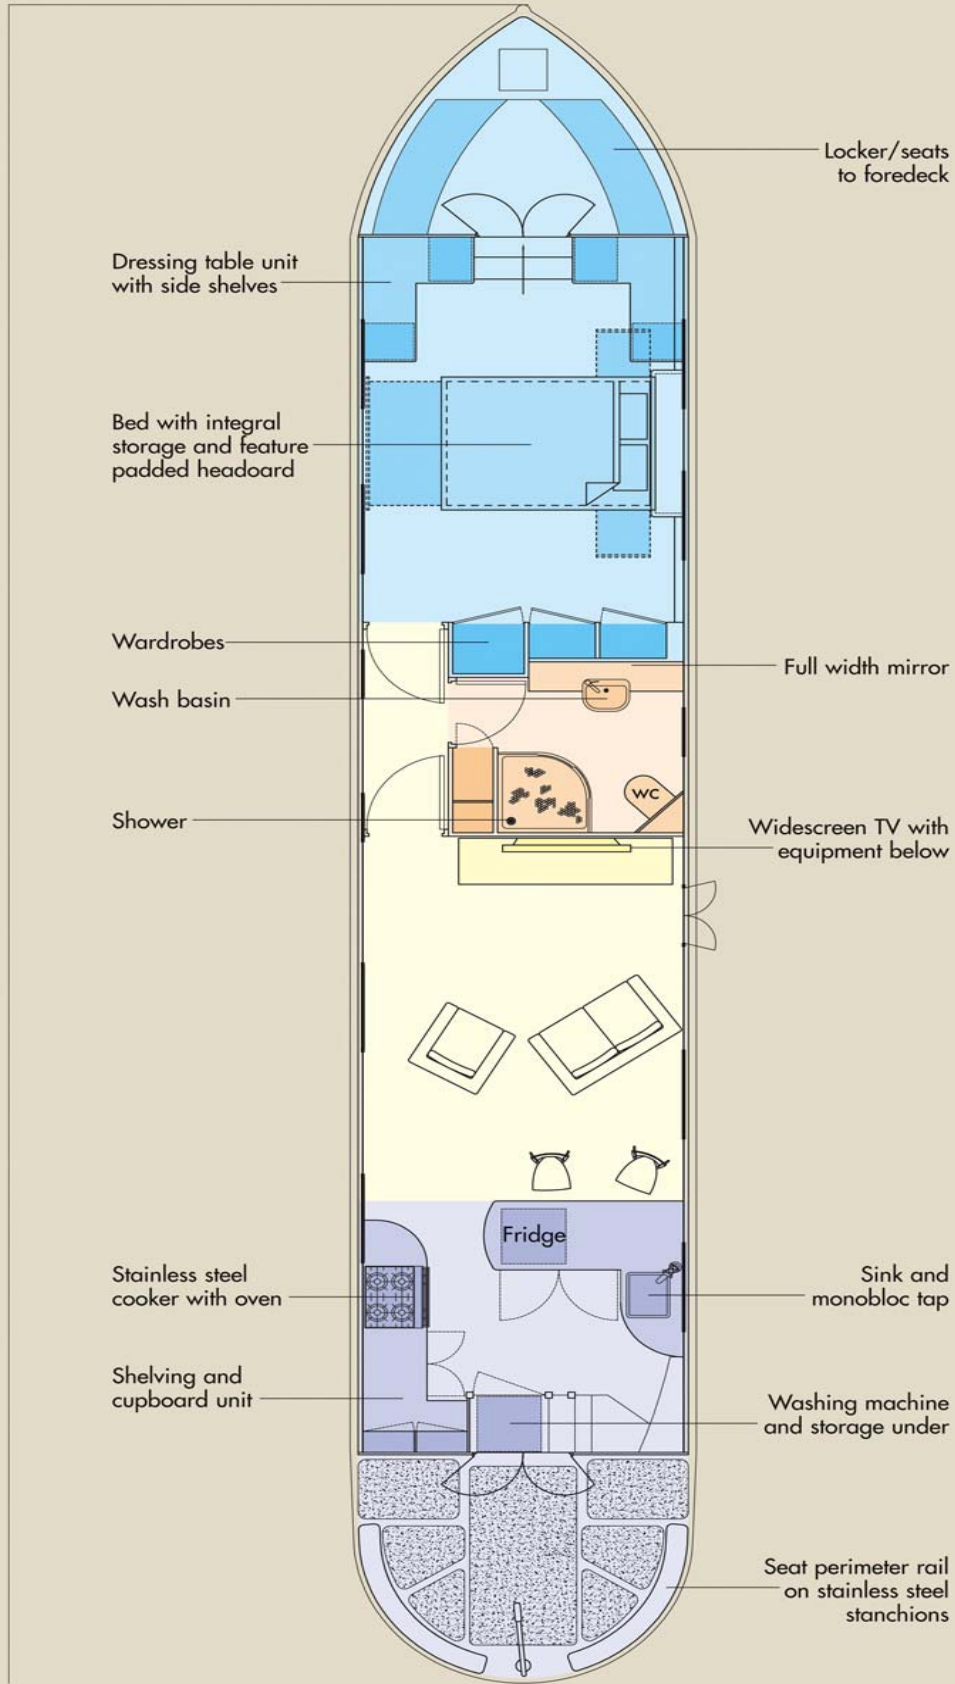 Locker/seats
to foredeck
Dressing table unit
with side shelves
Bed with integral
storage and feature
padded headoard
Wardrobes
Full width mirror
Wash basin
WC
Shower
Widescreen TV with
equipment below
Fridge
Stainless steel
cooker with oven
Sink and
monobloc tap
Shelving and
cupboard unit
Washing machine
and storage under
Seat perimeter rail
on stainless steel
stanchions